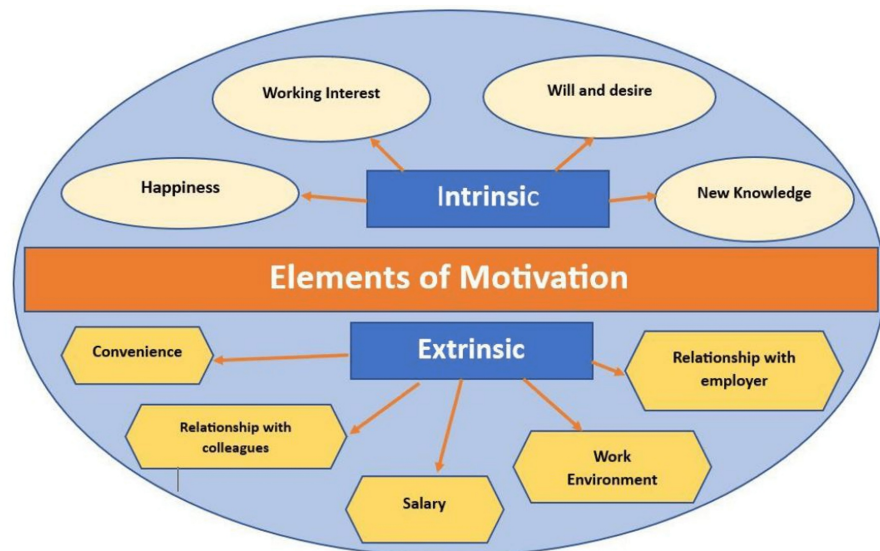 Working Interest
Will and desire
Happiness
Intrinsic
New Knowledge
Elements of Motivation
Convenience
Extrinsic
Relationship with
employer
Relationship with
colleagues
Work
Environment
Salary